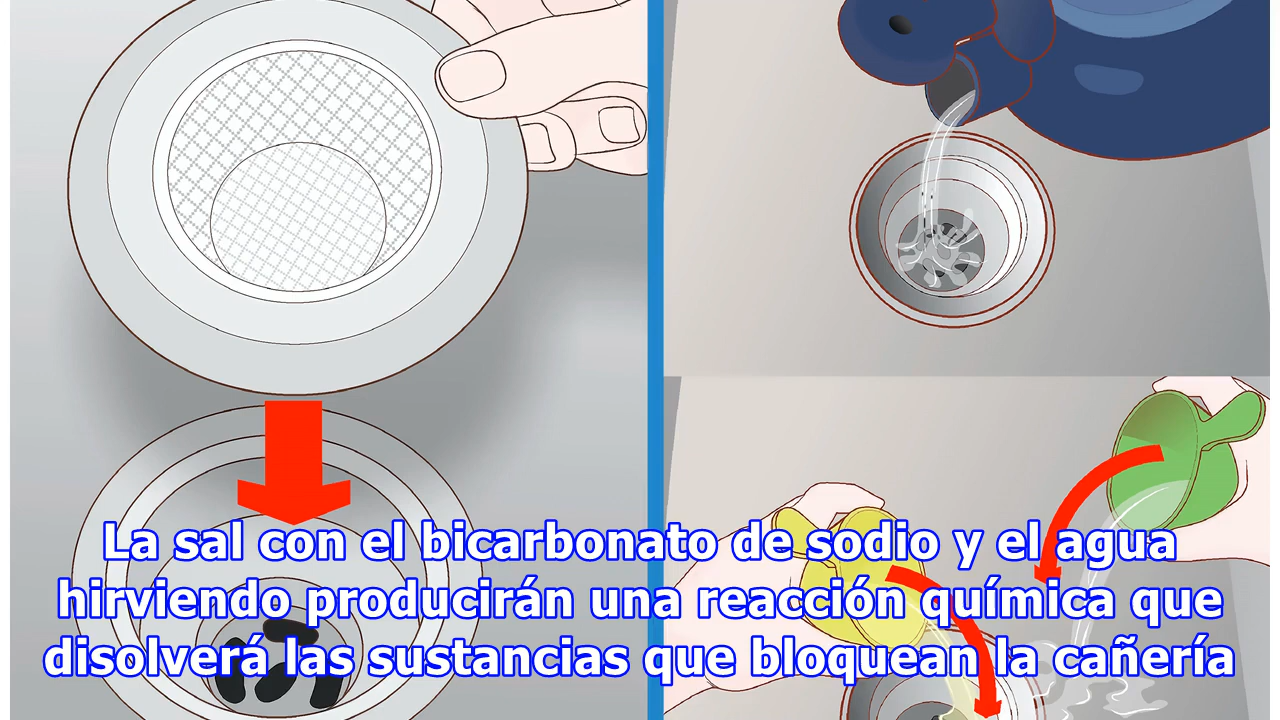 La sal con el bicarbonato de sodio y el agua
hirviendo producirán una reacción química que
disolverá las sustancias que bloquean la cañería